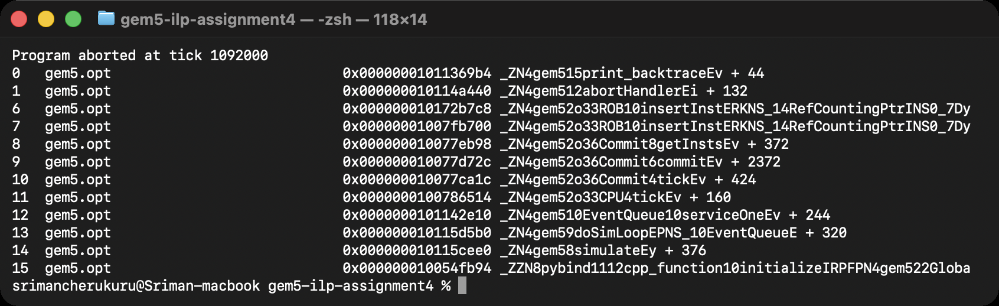 gem5-ilp-assignment4 — -zsh — 118×14
Program aborted at tick 1092000
0   gem5.opt                            0x00000001011369b4 _ZN4gem515print_backtraceEv + 44
1   gem5.opt                            0x000000010114a440 _ZN4gem512abortHandlerEi + 132
6   gem5.opt                            0x000000010172b7c8 _ZN4gem52o33ROB10insertInstERKNS_14RefCountingPtrINS0_7Dy
7   gem5.opt                            0x00000001007fb700 _ZN4gem52o33ROB10insertInstERKNS_14RefCountingPtrINS0_7Dy
8   gem5.opt                            0x000000010077eb98 _ZN4gem52o36Commit8getInstsEv + 372
9   gem5.opt                            0x000000010077d72c _ZN4gem52o36Commit6commitEv + 2372
10  gem5.opt                            0x000000010077ca1c _ZN4gem52o36Commit4tickEv + 424
11  gem5.opt                            0x0000000100786514 _ZN4gem52o33CPU4tickEv + 160
12  gem5.opt                            0x0000000101142e10 _ZN4gem510EventQueue10serviceOneEv + 244
13  gem5.opt                            0x000000010115d5b0 _ZN4gem59doSimLoopEPNS_10EventQueueE + 320
14  gem5.opt                            0x000000010115cee0 _ZN4gem58simulateEy + 376
15  gem5.opt                            0x000000010054fb94 _ZZN8pybind1112cpp_function10initializeIRPFPN4gem522Globa
srimancherukuru@Sriman-macbook gem5-ilp-assignment4 %